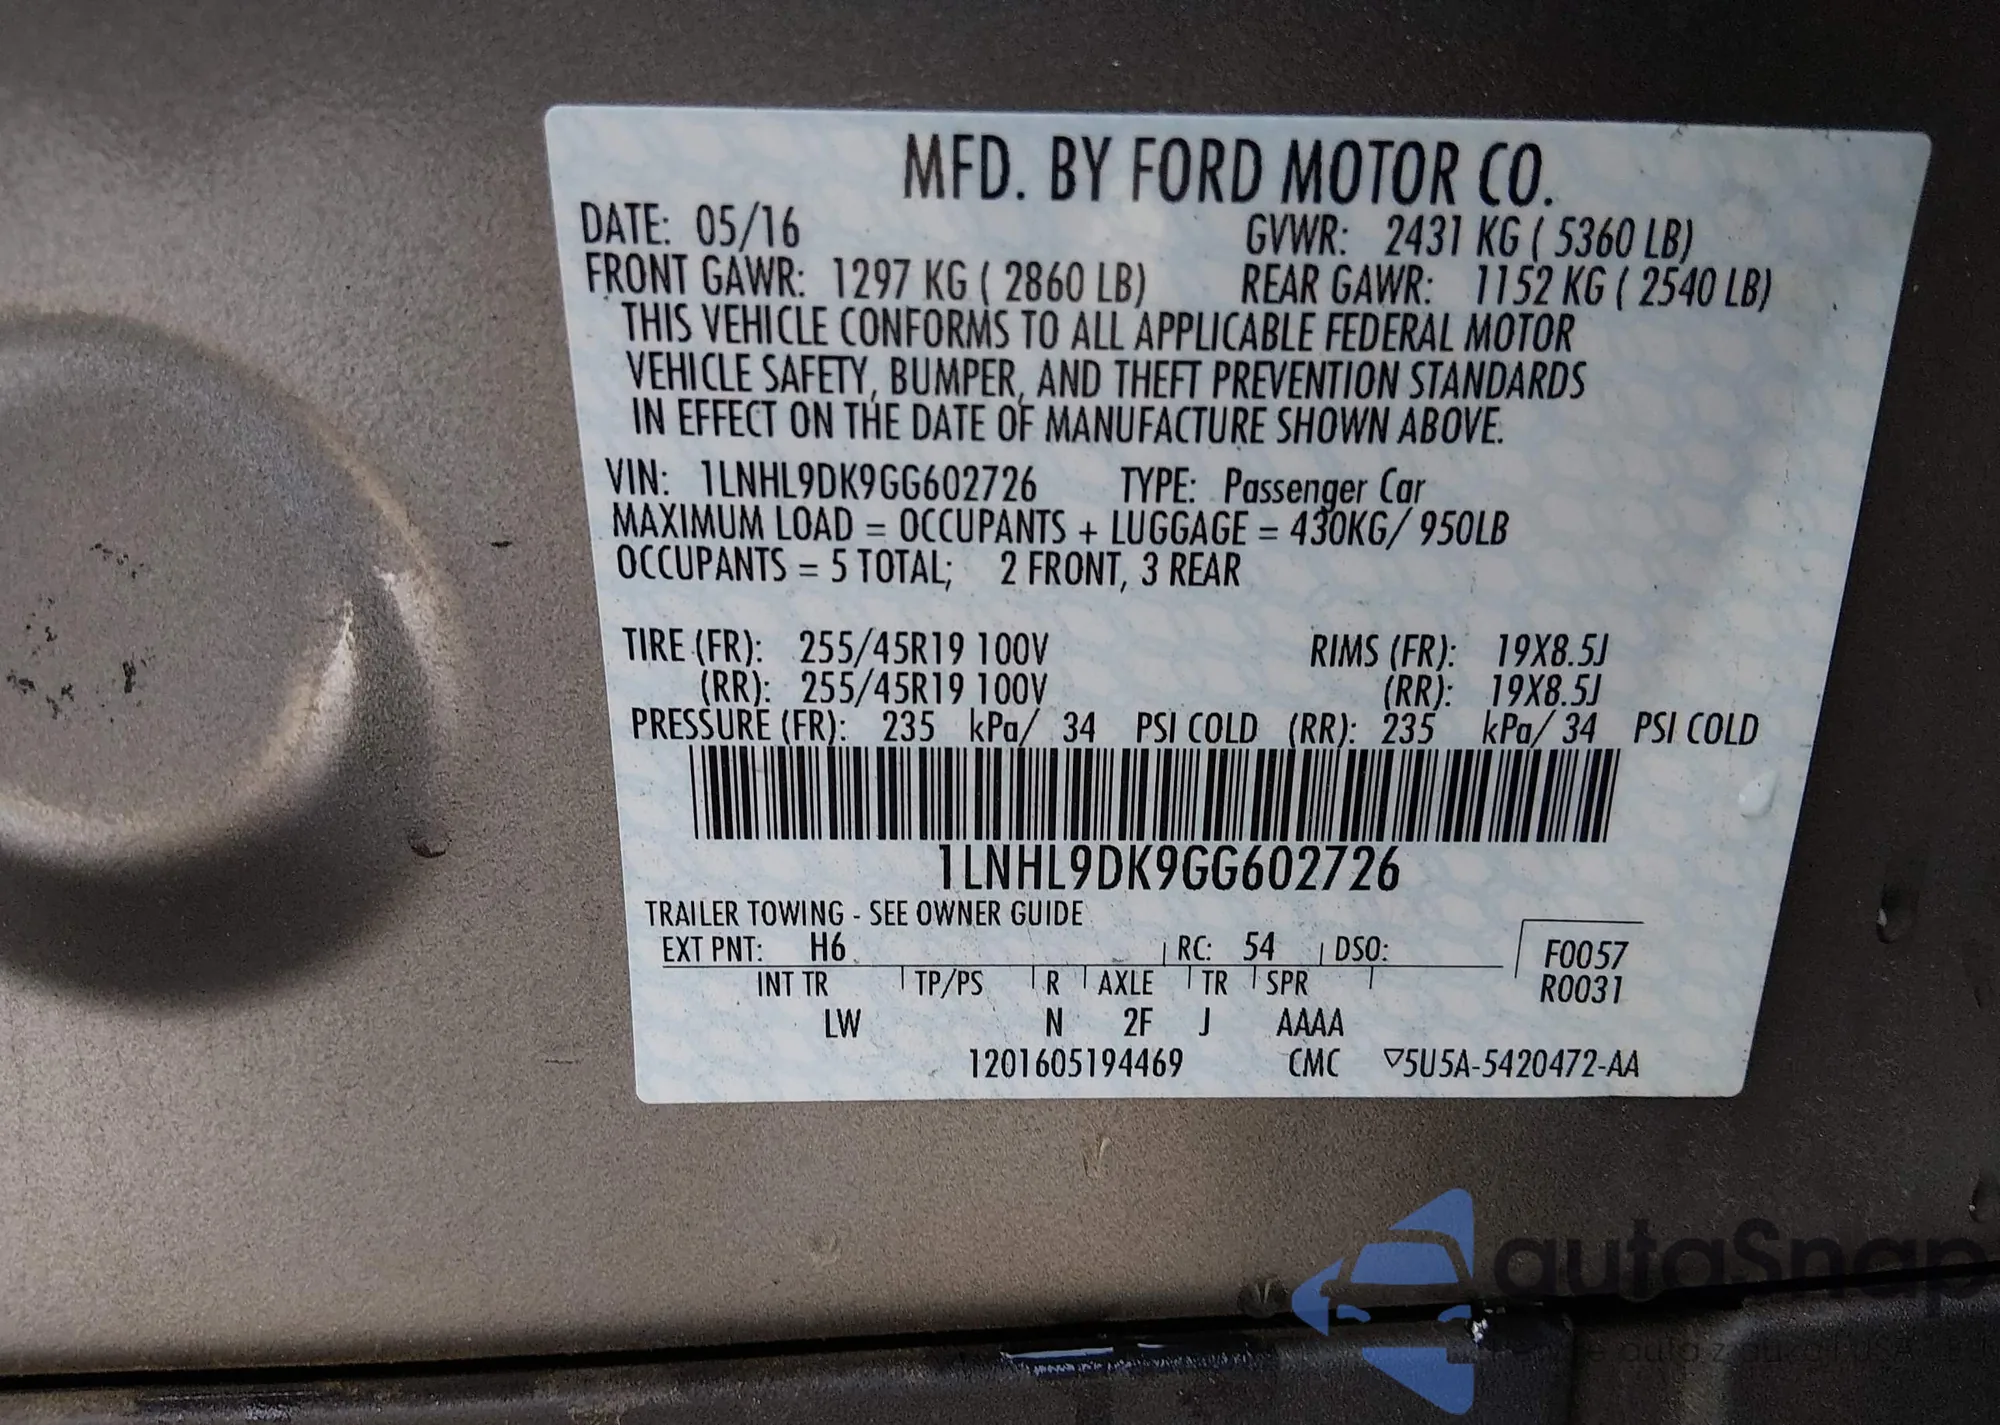 MFD. BY FORD MOTOR CO.
DATE: 05/16 GVWR: 2431 KG ( 5360 LB)
FRONT GAWR: 1297 KG ( 2860 LB) REAR GAWR: 1152 KG ( 2540 LB)
THIS VEHICLE CONFORMS TO ALL APPLICABLE FEDERAL MOTOR
VEHICLE SAFETY, BUMPER, AND THEFT PREVENTION STANDARDS
IN EFFECT ON THE DATE OF MANUFACTURE SHOWN ABOVE.
VIN: 1LNHL9DK9GG602726 TYPE: Passenger Car
MAXIMUM LOAD = OCCUPANTS + LUGGAGE = 430KG/ 950LB
OCCUPANTS = 5 TOTAL; 2 FRONT, 3 REAR
TIRE (FR): 255/45R19 100V RIMS (FR): 19X8.5J
(RR): 255/45R19 100V (RR): 19X8.5J
PRESSURE (FR): 235 kPa/ 34 PSI COLD (RR): 235 kPa/ 34 PSI COLD
1LNHL9DK9GG602726
TRAILER TOWING - SEE OWNER GUIDE
EXT PNT: H6 RC: 54 DSO: F0057
INT TR TP/PS R AXLE TR SPR R0031
LW N 2F J AAAA
1201605194469 CMC ▽5U5A-5420472-AA
autaSnap
auta z USA